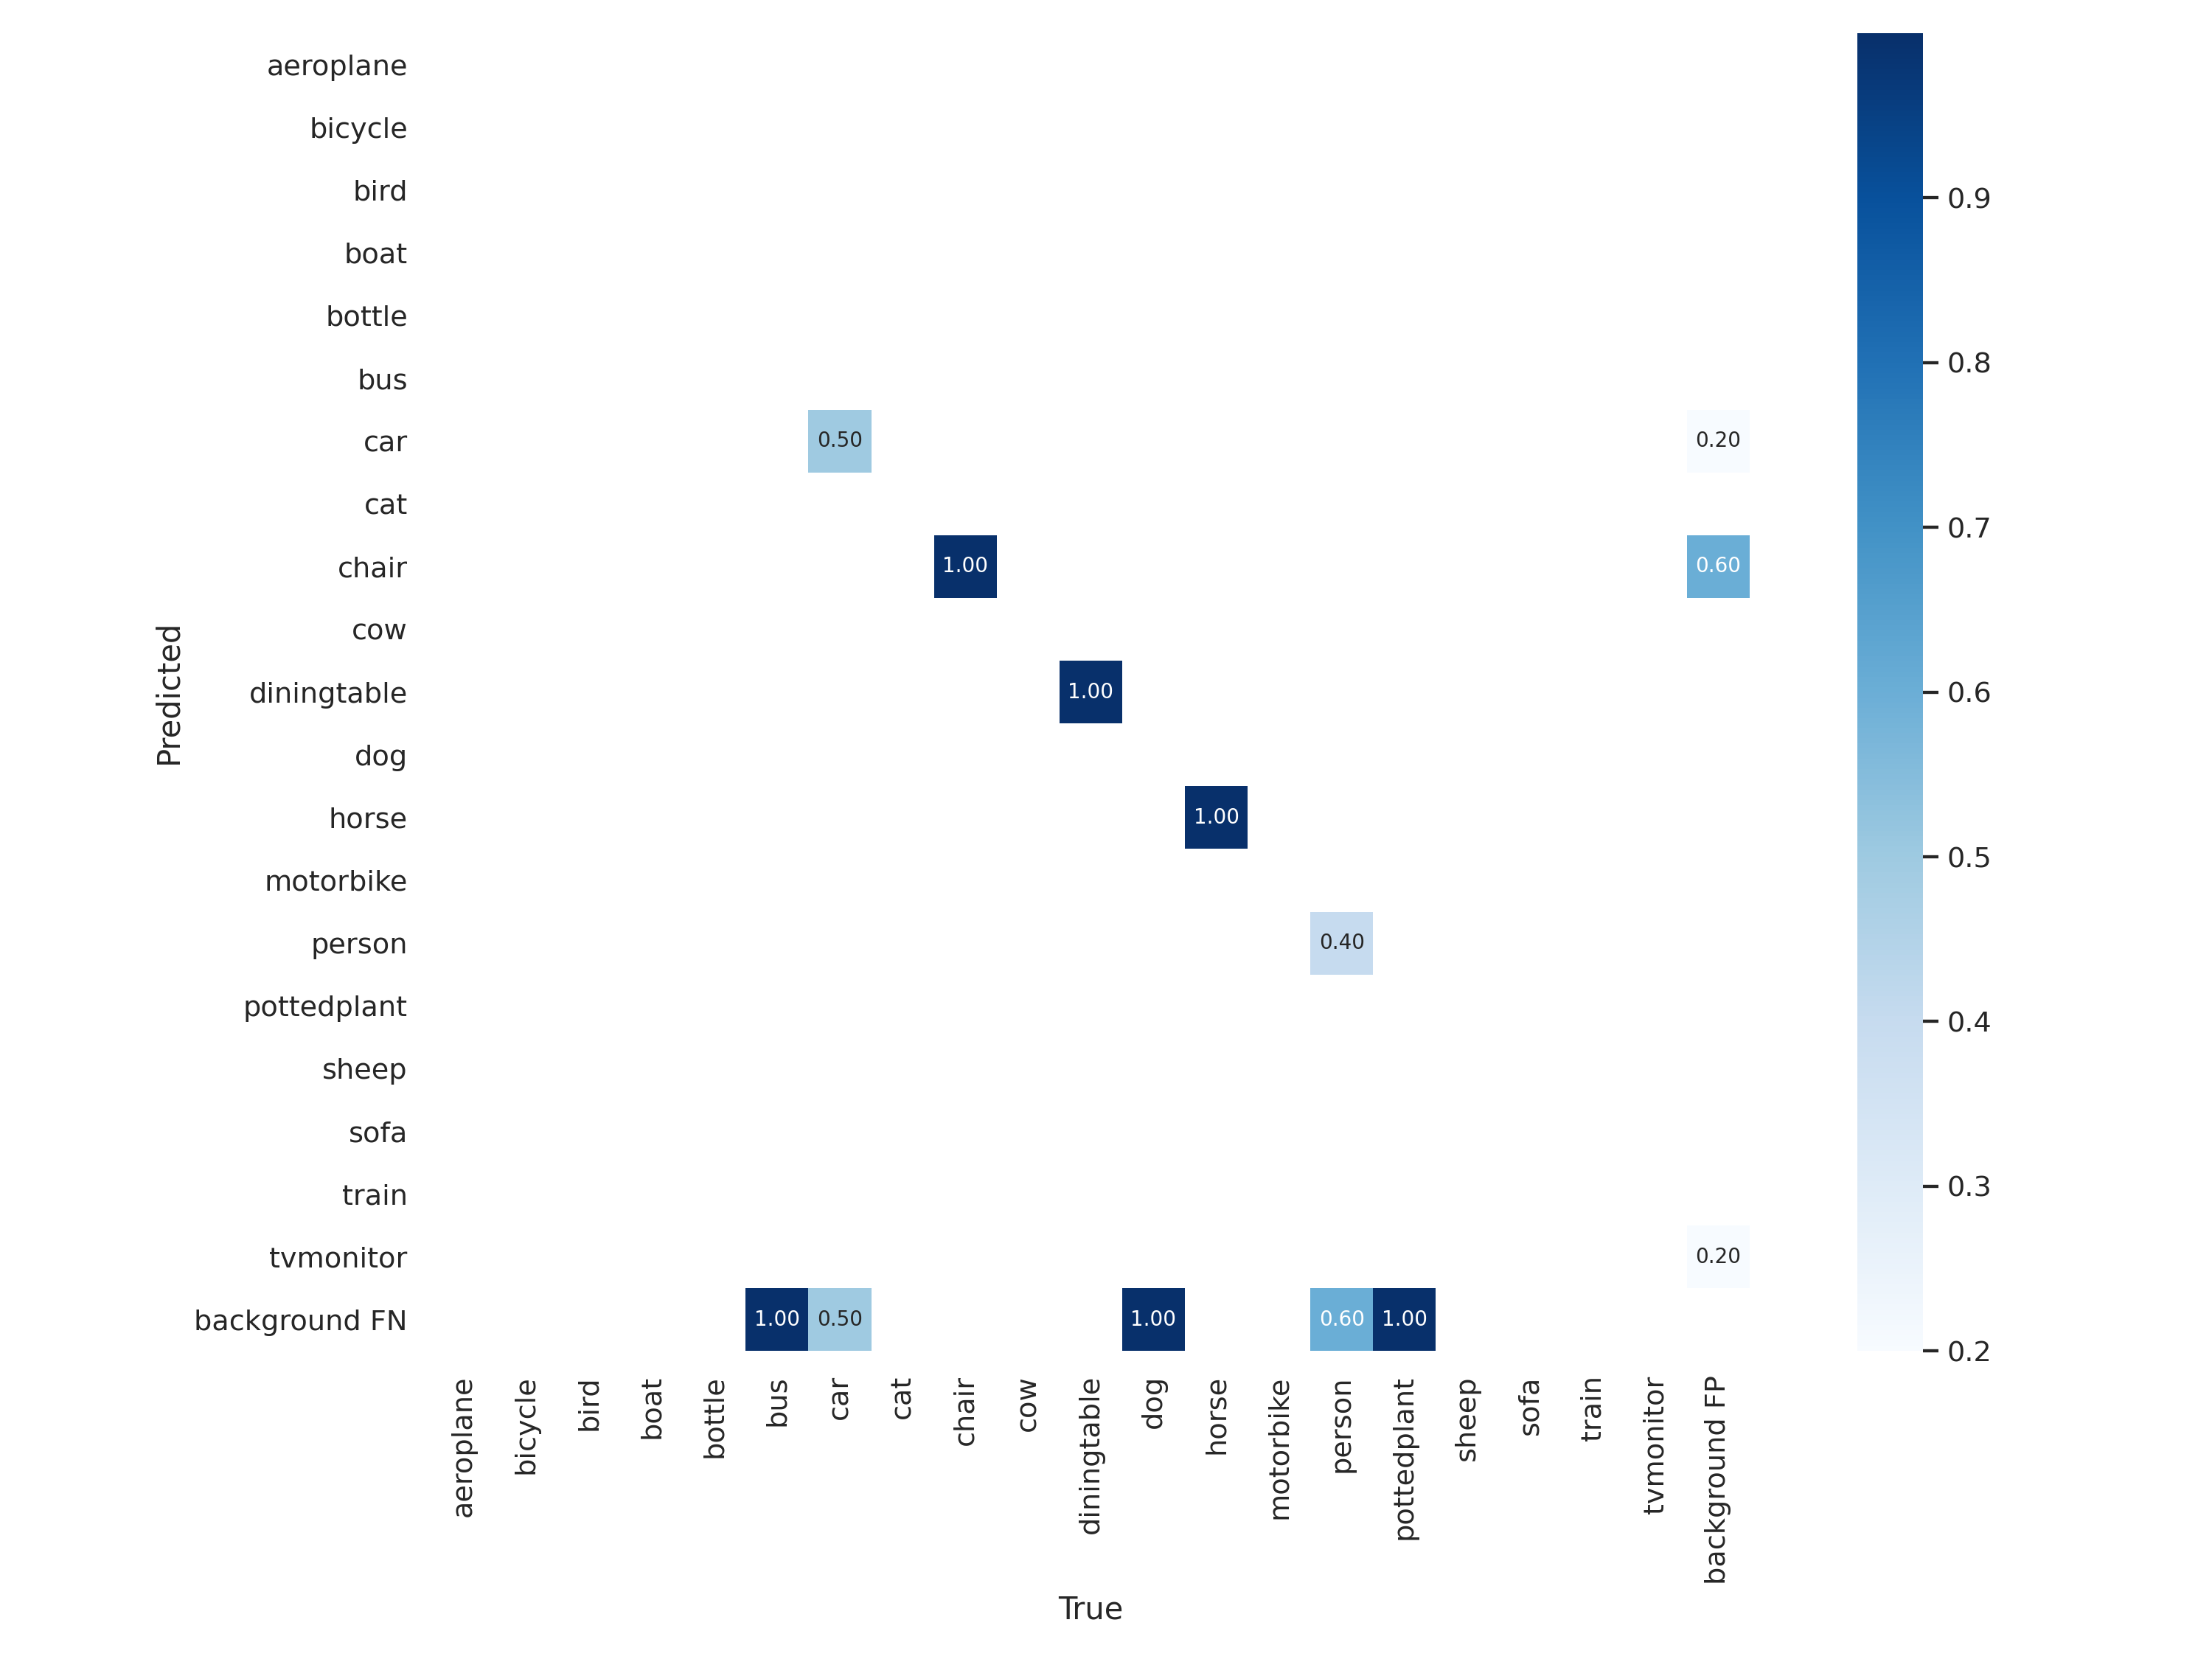 aeroplane
bicycle
bird
boat
bottle
bus
car
cat
chair
cow
diningtable
dog
horse
motorbike
person
pottedplant
sheep
sofa
train
tvmonitor
background FN
Predicted
0.50 0.20
1.00 0.60
1.00
1.00
0.40
0.20
1.00 0.50 1.00 0.60 1.00
aeroplane
bicycle
bird
boat
bottle
bus
car
cat
chair
cow
diningtable
dog
horse
motorbike
person
pottedplant
sheep
sofa
train
tvmonitor
background FP
True
0.9
0.8
0.7
0.6
0.5
0.4
0.3
0.2